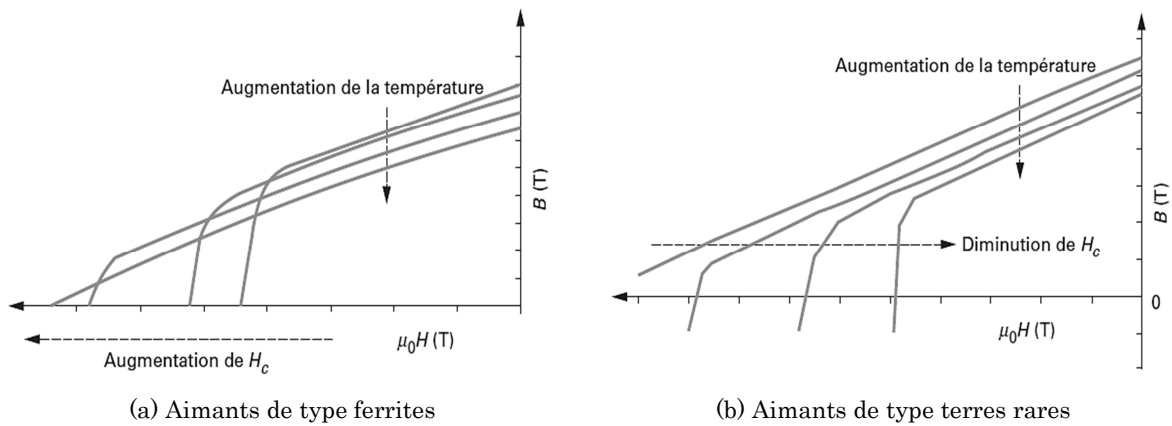 Augmentation de la température
B (T)
μ₀H (T)
Augmentation de Hc
(a) Aimants de type ferrites
Augmentation de la température
B (T)
Diminution de Hc
0
μ₀H (T)
(b) Aimants de type terres rares